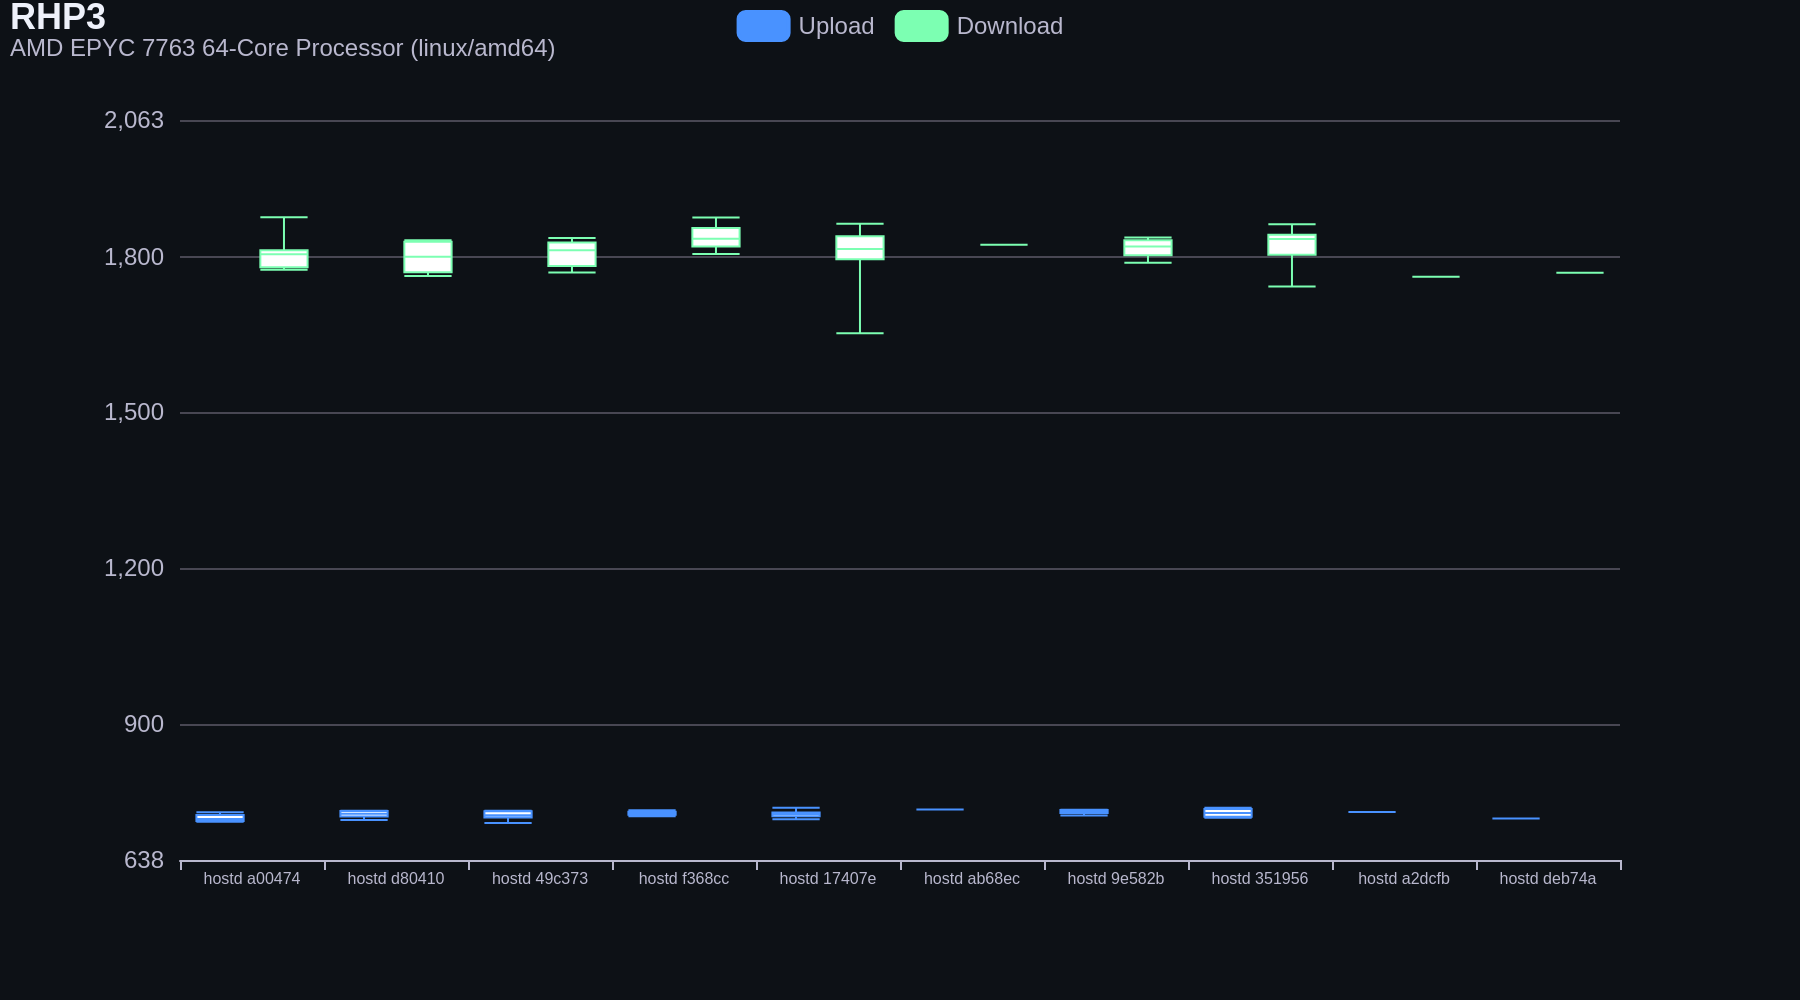 RHP3
AMD EPYC 7763 64-Core Processor (linux/amd64)
Upload Download
2,063
1,800
1,500
1,200
900
638
hostd a00474 hostd d80410 hostd 49c373 hostd f368cc hostd 17407e hostd ab68ec hostd 9e582b hostd 351956 hostd a2dcfb hostd deb74a